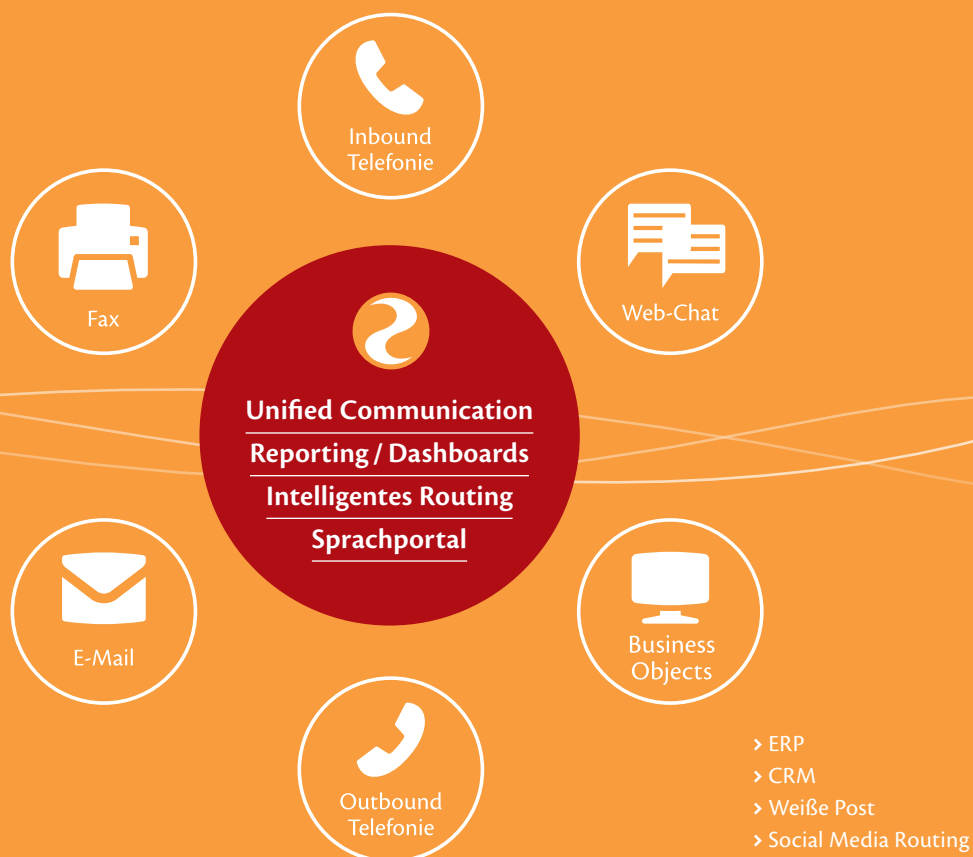 Inbound
Telefonie
Fax
Web-Chat
Unified Communication
Reporting / Dashboards
Intelligentes Routing
Sprachportal
E-Mail
Business
Objects
Outbound
Telefonie
> ERP
> CRM
> Weiße Post
> Social Media Routing